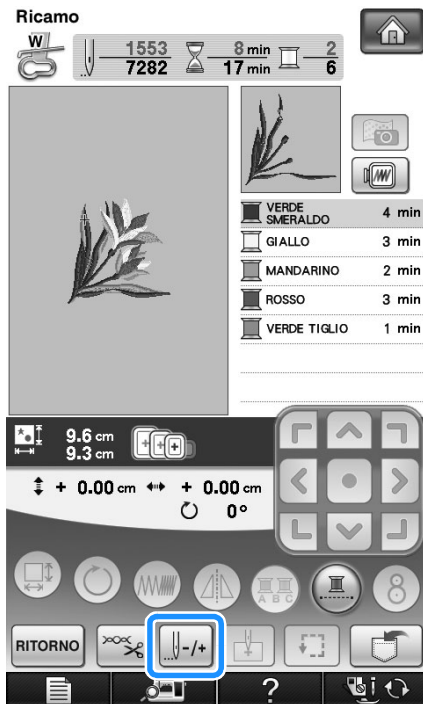 Ricamo
W
1553 8 min 2
7282 17 min 6
VERDE SMERALDO 4 min
GIALLO 3 min
MANDARINO 2 min
ROSSO 3 min
VERDE TIGLIO 1 min
9.6 cm
9.3 cm
+ 0.00 cm + 0.00 cm
0°
A B C
8
RITORNO
-/+
? i